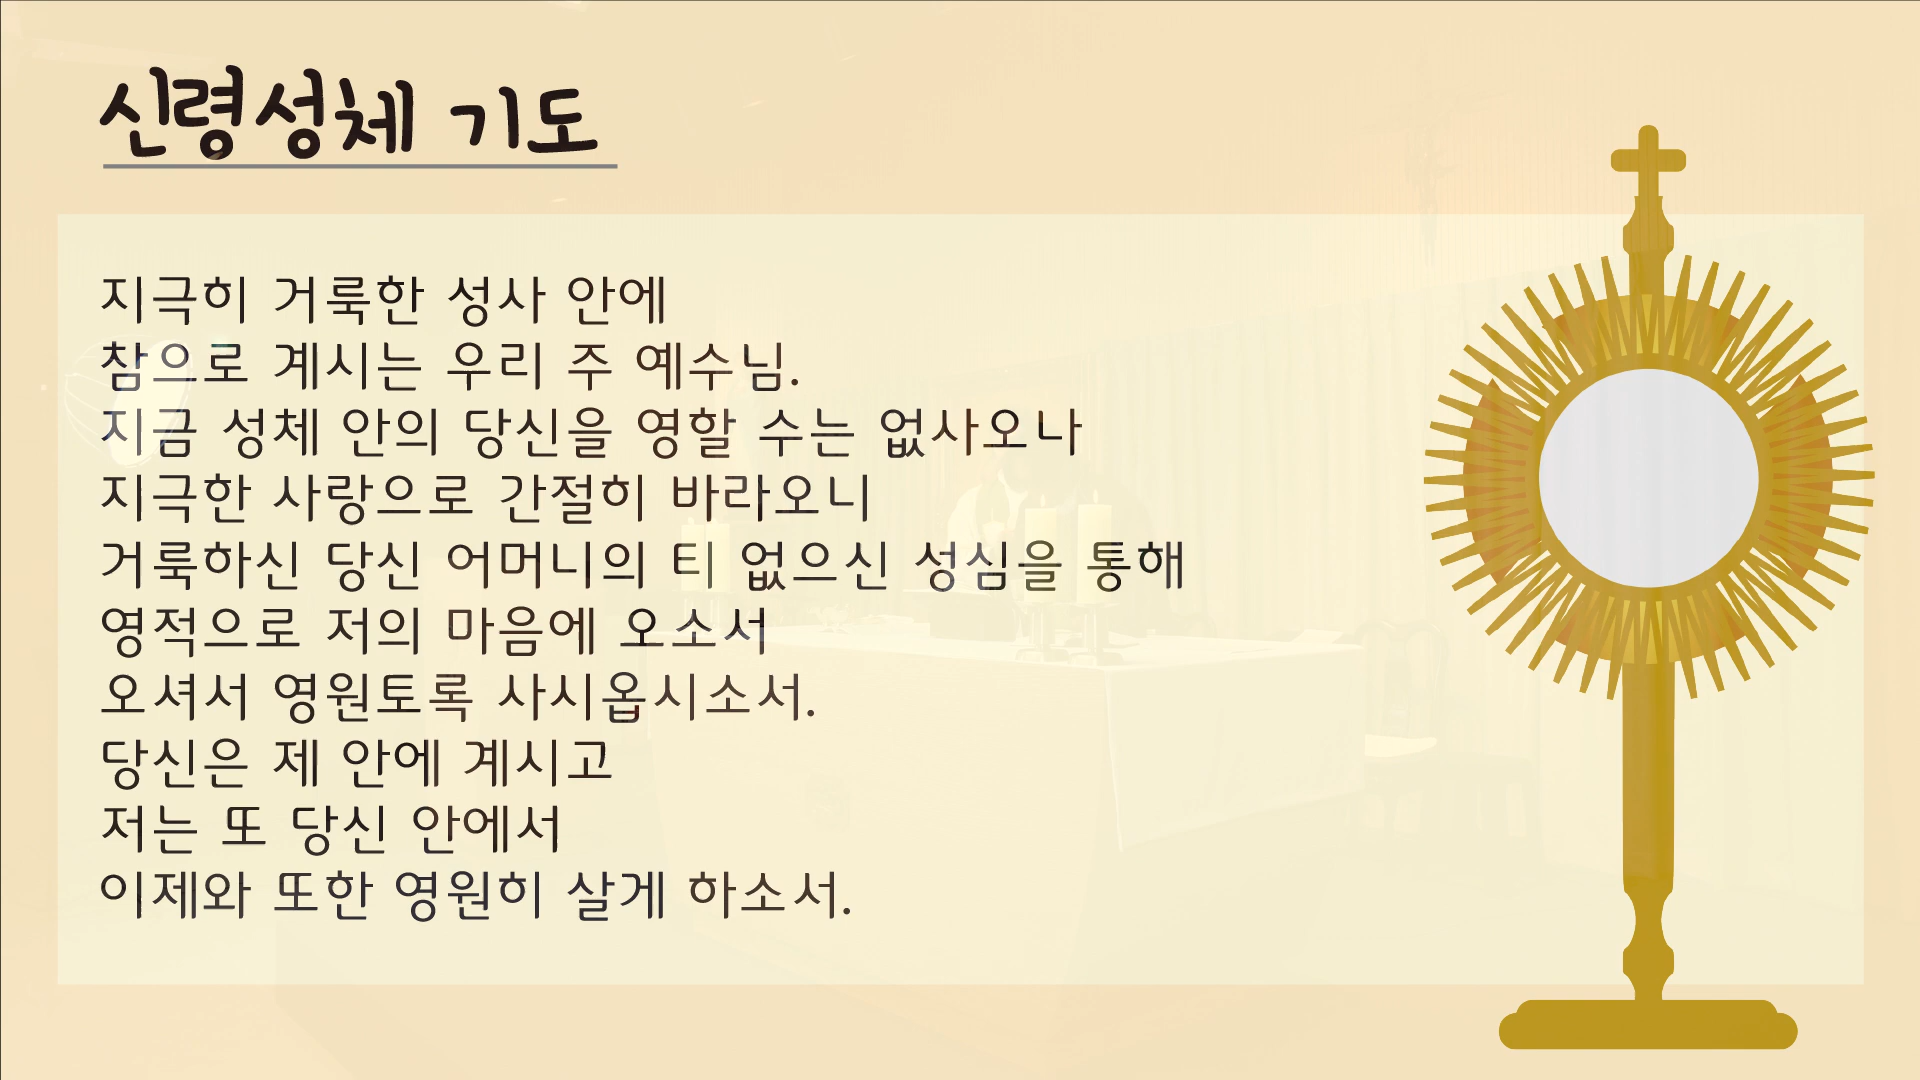 신령성체 기도
지극히 거룩한 성사 안에
참으로 계시는 우리 주 예수님.
지금 성체 안의 당신을 영할 수는 없사오나
지극한 사랑으로 간절히 바라오니
거룩하신 당신 어머니의 티 없으신 성심을 통해
영적으로 저의 마음에 오소서
오셔서 영원토록 사시옵시소서.
당신은 제 안에 계시고
저는 또 당신 안에서
이제와 또한 영원히 살게 하소서.